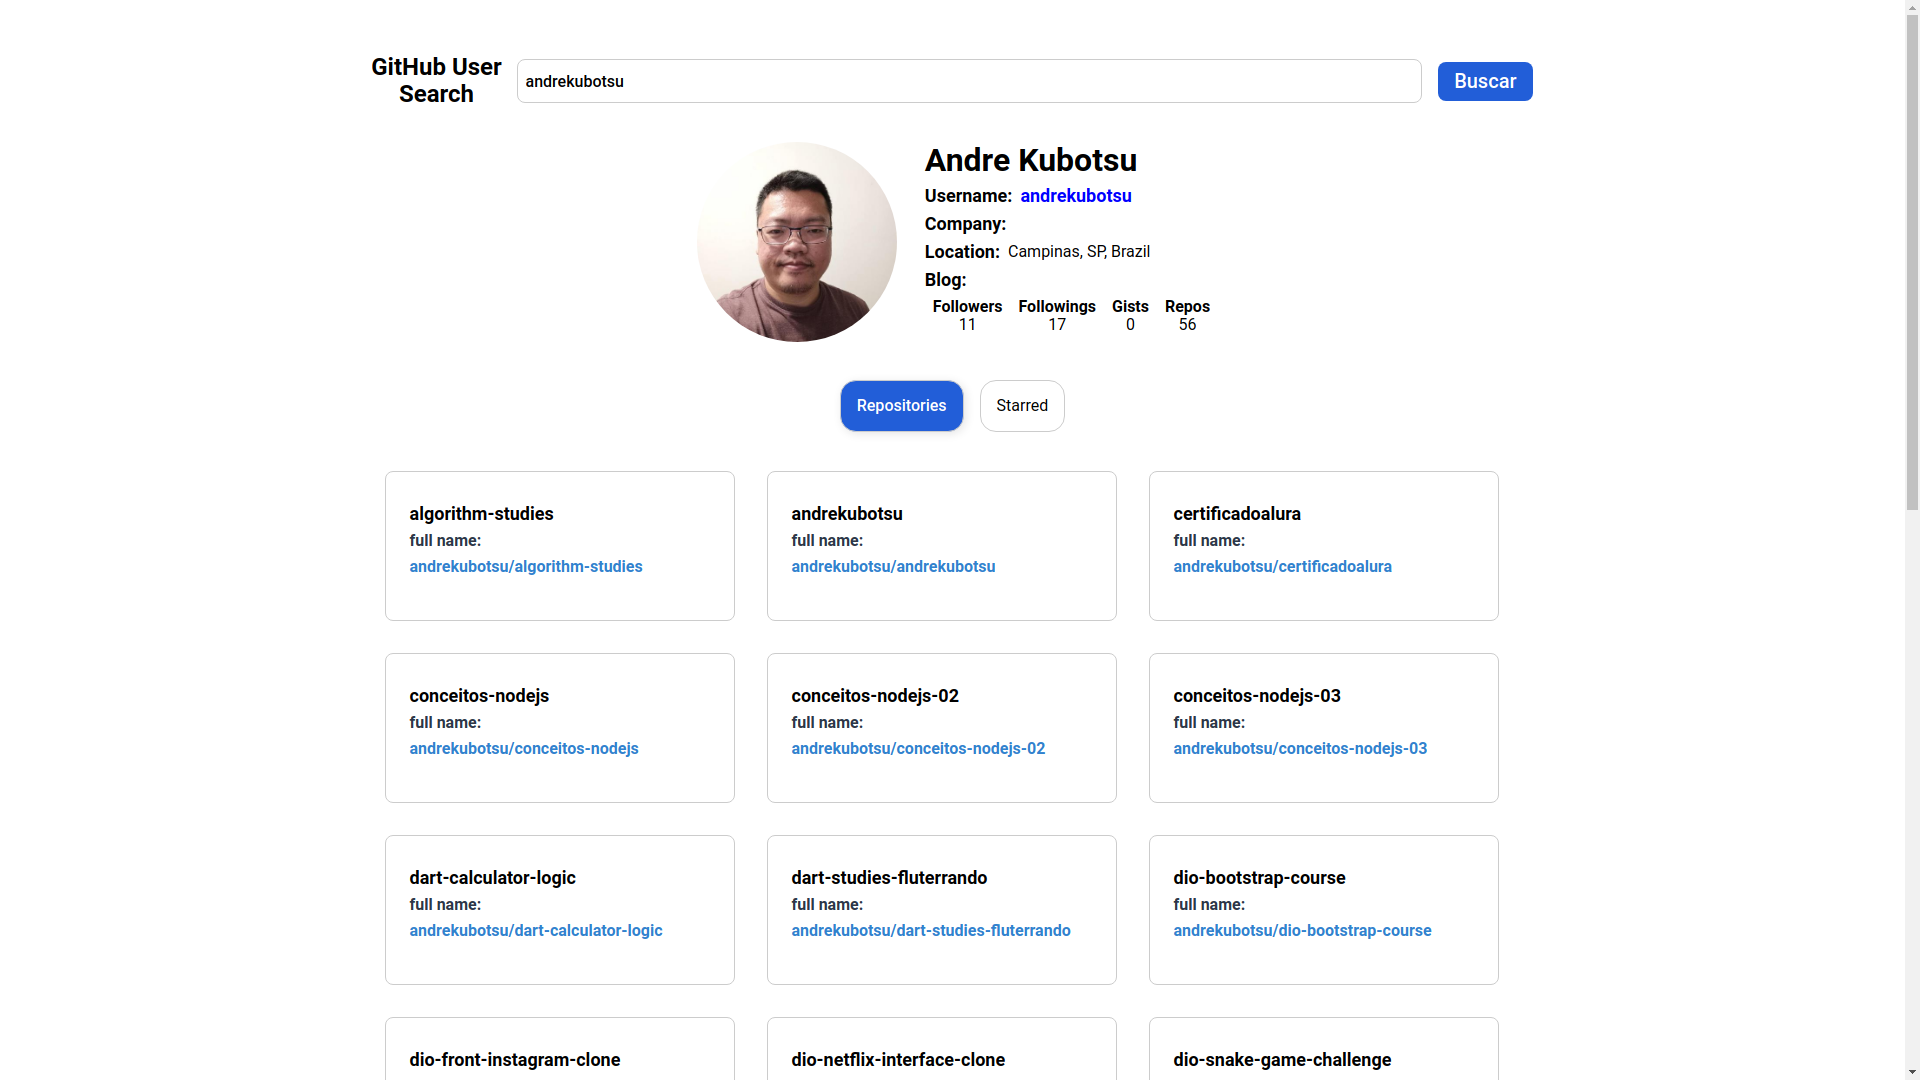 GitHub User
Search
andrekubotsu
Buscar
Andre Kubotsu
Username: andrekubotsu
Company:
Location: Campinas, SP, Brazil
Blog:
Followers Followings Gists Repos
11 17 0 56
Repositories Starred
algorithm-studies
full name:
andrekubotsu/algorithm-studies
andrekubotsu
full name:
andrekubotsu/andrekubotsu
certificadoalura
full name:
andrekubotsu/certificadoalura
conceitos-nodejs
full name:
andrekubotsu/conceitos-nodejs
conceitos-nodejs-02
full name:
andrekubotsu/conceitos-nodejs-02
conceitos-nodejs-03
full name:
andrekubotsu/conceitos-nodejs-03
dart-calculator-logic
full name:
andrekubotsu/dart-calculator-logic
dart-studies-fluterrando
full name:
andrekubotsu/dart-studies-fluterrando
dio-bootstrap-course
full name:
andrekubotsu/dio-bootstrap-course
dio-front-instagram-clone
dio-netflix-interface-clone
dio-snake-game-challenge